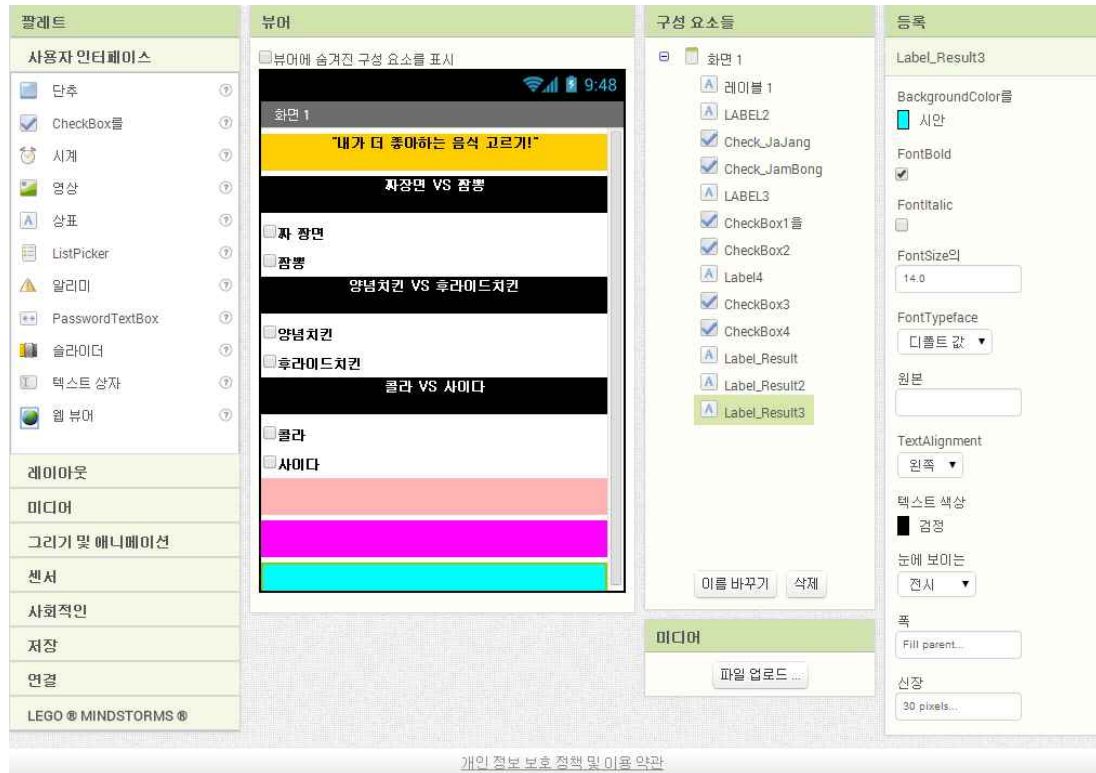 팔레트
사용자 인터페이스
단추
CheckBox를
시계
영상
상표
ListPicker
알리미
PasswordTextBox
슬라이더
텍스트 상자
웹 뷰어
레이아웃
미디어
그리기 및 애니메이션
센서
사회적인
저장
연결
LEGO ® MINDSTORMS ®
뷰어
뷰어에 숨겨진 구성 요소를 표시
9:48
화면 1
"내가 더 좋아하는 음식 고르기!"
짜장면 VS 짬뽕
짜 장면
짬뽕
양념치킨 VS 후라이드치킨
양념치킨
후라이드치킨
콜라 VS 사이다
콜라
사이다
구성 요소들
화면 1
레이블 1
LABEL2
Check_JaJang
Check_JamBong
LABEL3
CheckBox1을
CheckBox2
Label4
CheckBox3
CheckBox4
Label_Result
Label_Result2
Label_Result3
이름 바꾸기 삭제
미디어
파일 업로드 ...
등록
Label_Result3
BackgroundColor를
시안
FontBold
FontItalic
FontSize의
14.0
FontTypeface
디폴트 값
원본
TextAlignment
왼쪽
텍스트 색상
검정
눈에 보이는
전시
폭
Fill parent...
신장
30 pixels...
개인 정보 보호 정책 및 이용 약관